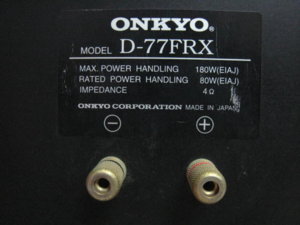 ONKYO®
MODEL D-77FRX
MAX. POWER HANDLING 180W(EIAJ)
RATED POWER HANDLING 80W(EIAJ)
IMPEDANCE 4Ω
ONKYO CORPORATION MADE IN JAPAN
⊖ ⊕